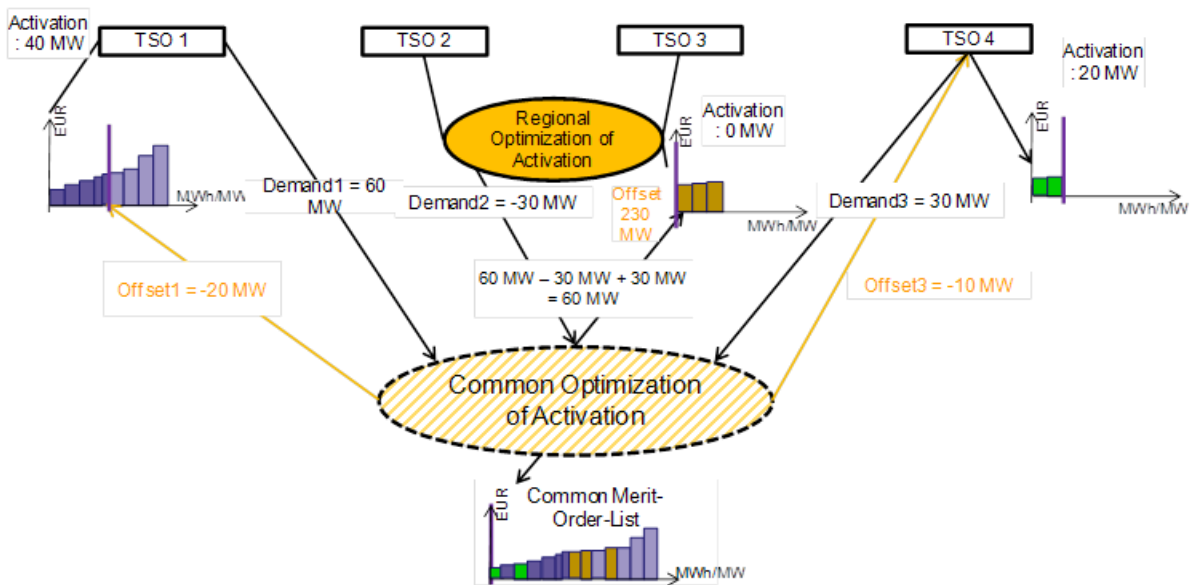 Activation
: 40 MW
TSO 1
TSO 2
TSO 3
TSO 4
Activation
: 20 MW
EUR
MWh/MW
Regional
Optimization of
Activation
Activation
: 0 MW
EUR
MWh/MW
EUR
MWh/MW
Demand1 = 60
MW
Demand2 = -30 MW
Offset
230
MW
Demand3 = 30 MW
Offset1 = -20 MW
60 MW – 30 MW + 30 MW
= 60 MW
Offset3 = -10 MW
Common Optimization
of Activation
Common Merit-
Order-List
EUR
MWh/MW